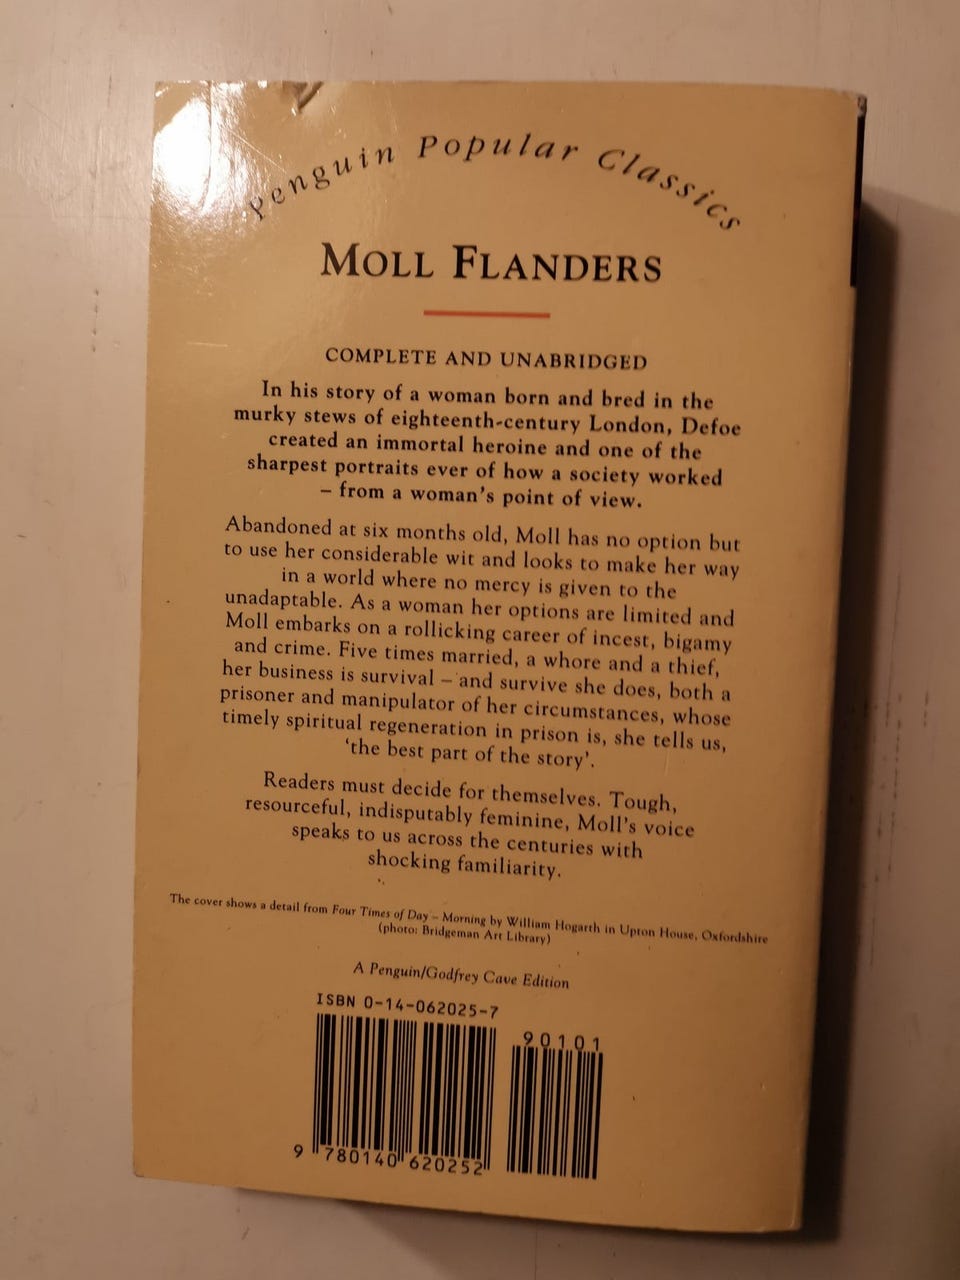 Penguin Popular Classics
MOLL FLANDERS
COMPLETE AND UNABRIDGED
In his story of a woman born and bred in the
murky stews of eighteenth-century London, Defoe
created an immortal heroine and one of the
sharpest portraits ever of how a society worked
– from a woman's point of view.
Abandoned at six months old, Moll has no option but
to use her considerable wit and looks to make her way
in a world where no mercy is given to the
unadaptable. As a woman her options are limited and
Moll embarks on a rollicking career of incest, bigamy
and crime. Five times married, a whore and a thief,
her business is survival – and survive she does, both a
prisoner and manipulator of her circumstances, whose
timely spiritual regeneration in prison is, she tells us,
'the best part of the story'.
Readers must decide for themselves. Tough,
resourceful, indisputably feminine, Moll's voice
speaks to us across the centuries with
shocking familiarity.
The cover shows a detail from Four Times of Day – Morning by William Hogarth in Upton House, Oxfordshire
(photo: Bridgeman Art Library)
A Penguin/Godfrey Cave Edition
ISBN 0-14-062025-7
90101
9 780140 620252